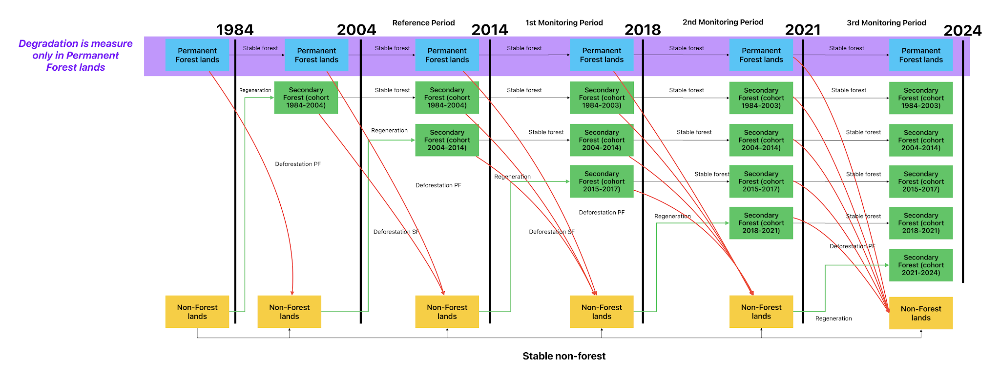 Reference Period
1st Monitoring Period
2nd Monitoring Period
3rd Monitoring Period
1984
2004
2014
2018
2021
2024
Degradation is measure
only in Permanent
Forest lands
Permanent
Forest lands
Stable forest
Permanent
Forest lands
Stable forest
Permanent
Forest lands
Stable forest
Permanent
Forest lands
Stable forest
Permanent
Forest lands
Stable forest
Permanent
Forest lands
Regeneration
Secondary
Forest (cohort
1984-2004)
Stable forest
Secondary
Forest (cohort
1984-2004)
Stable forest
Secondary
Forest (cohort
1984-2003)
Stable forest
Secondary
Forest (cohort
1984-2003)
Stable forest
Secondary
Forest (cohort
1984-2003)
Regeneration
Secondary
Forest (cohort
2004-2014)
Stable forest
Secondary
Forest (cohort
2004-2014)
Stable forest
Secondary
Forest (cohort
2004-2014)
Stable forest
Secondary
Forest (cohort
2004-2014)
Deforestation PF
Deforestation PF
Regeneration
Secondary
Forest (cohort
2015-2017)
Stable forest
Secondary
Forest (cohort
2015-2017)
Stable forest
Secondary
Forest (cohort
2015-2017)
Deforestation PF
Regeneration
Secondary
Forest (cohort
2018-2021)
Stable forest
Secondary
Forest (cohort
2018-2021)
Deforestation SF
Deforestation SF
Deforestation PF
Secondary
Forest (cohort
2021-2024)
Non-Forest
lands
Non-Forest
lands
Non-Forest
lands
Non-Forest
lands
Non-Forest
lands
Regeneration
Non-Forest
lands
Stable non-forest